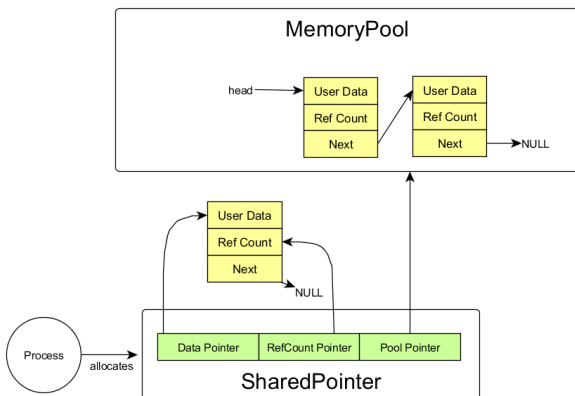 MemoryPool
head
User Data
Ref Count
Next
User Data
Ref Count
Next
NULL
User Data
Ref Count
Next
NULL
Process
allocates
Data Pointer
RefCount Pointer
Pool Pointer
SharedPointer